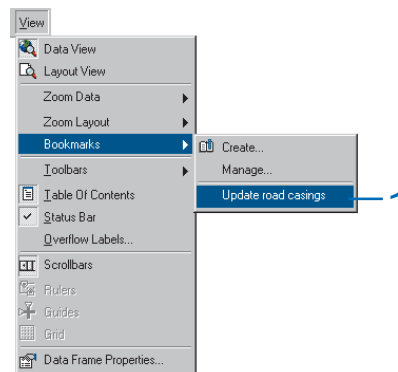 View
Data View
Layout View
Zoom Data
Zoom Layout
Bookmarks
Create...
Manage...
Update road casings
Toolbars
Table Of Contents
Status Bar
Overflow Labels...
Scrollbars
Rulers
Guides
Grid
Data Frame Properties...